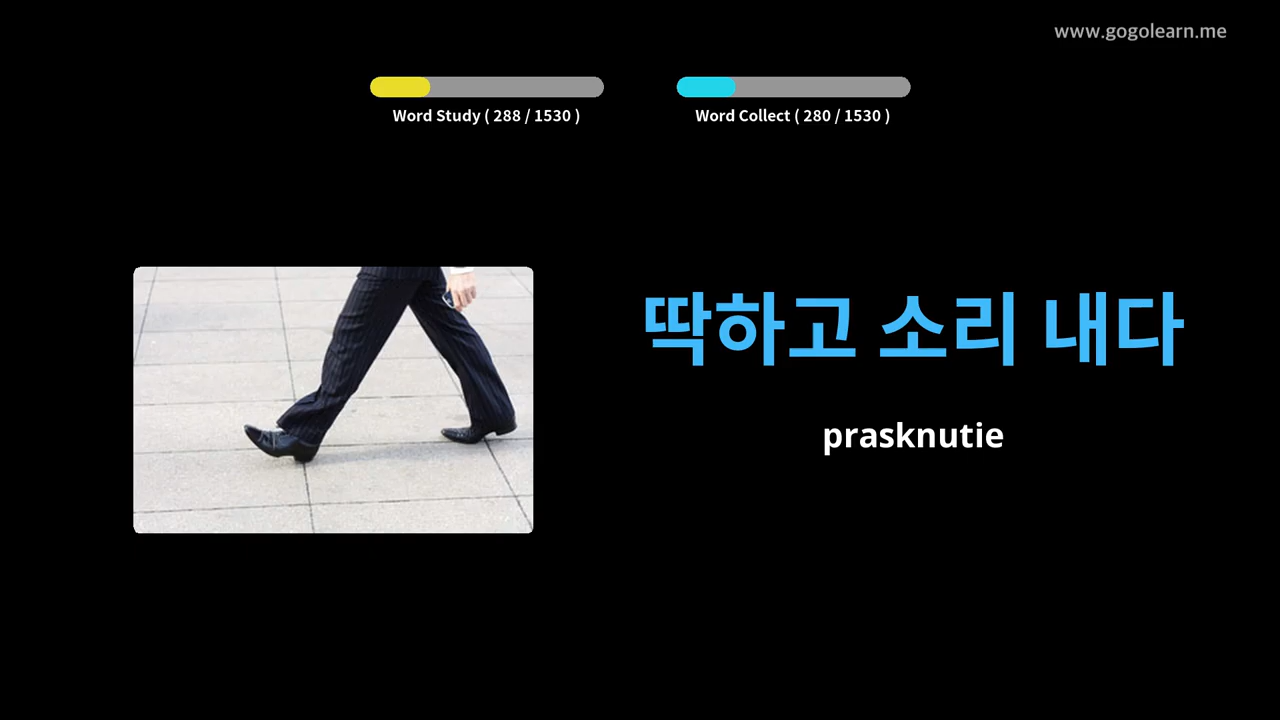 www.gogolearn.me
Word Study ( 288 / 1530 )
Word Collect ( 280 / 1530 )
딱하고 소리 내다
prasknutie